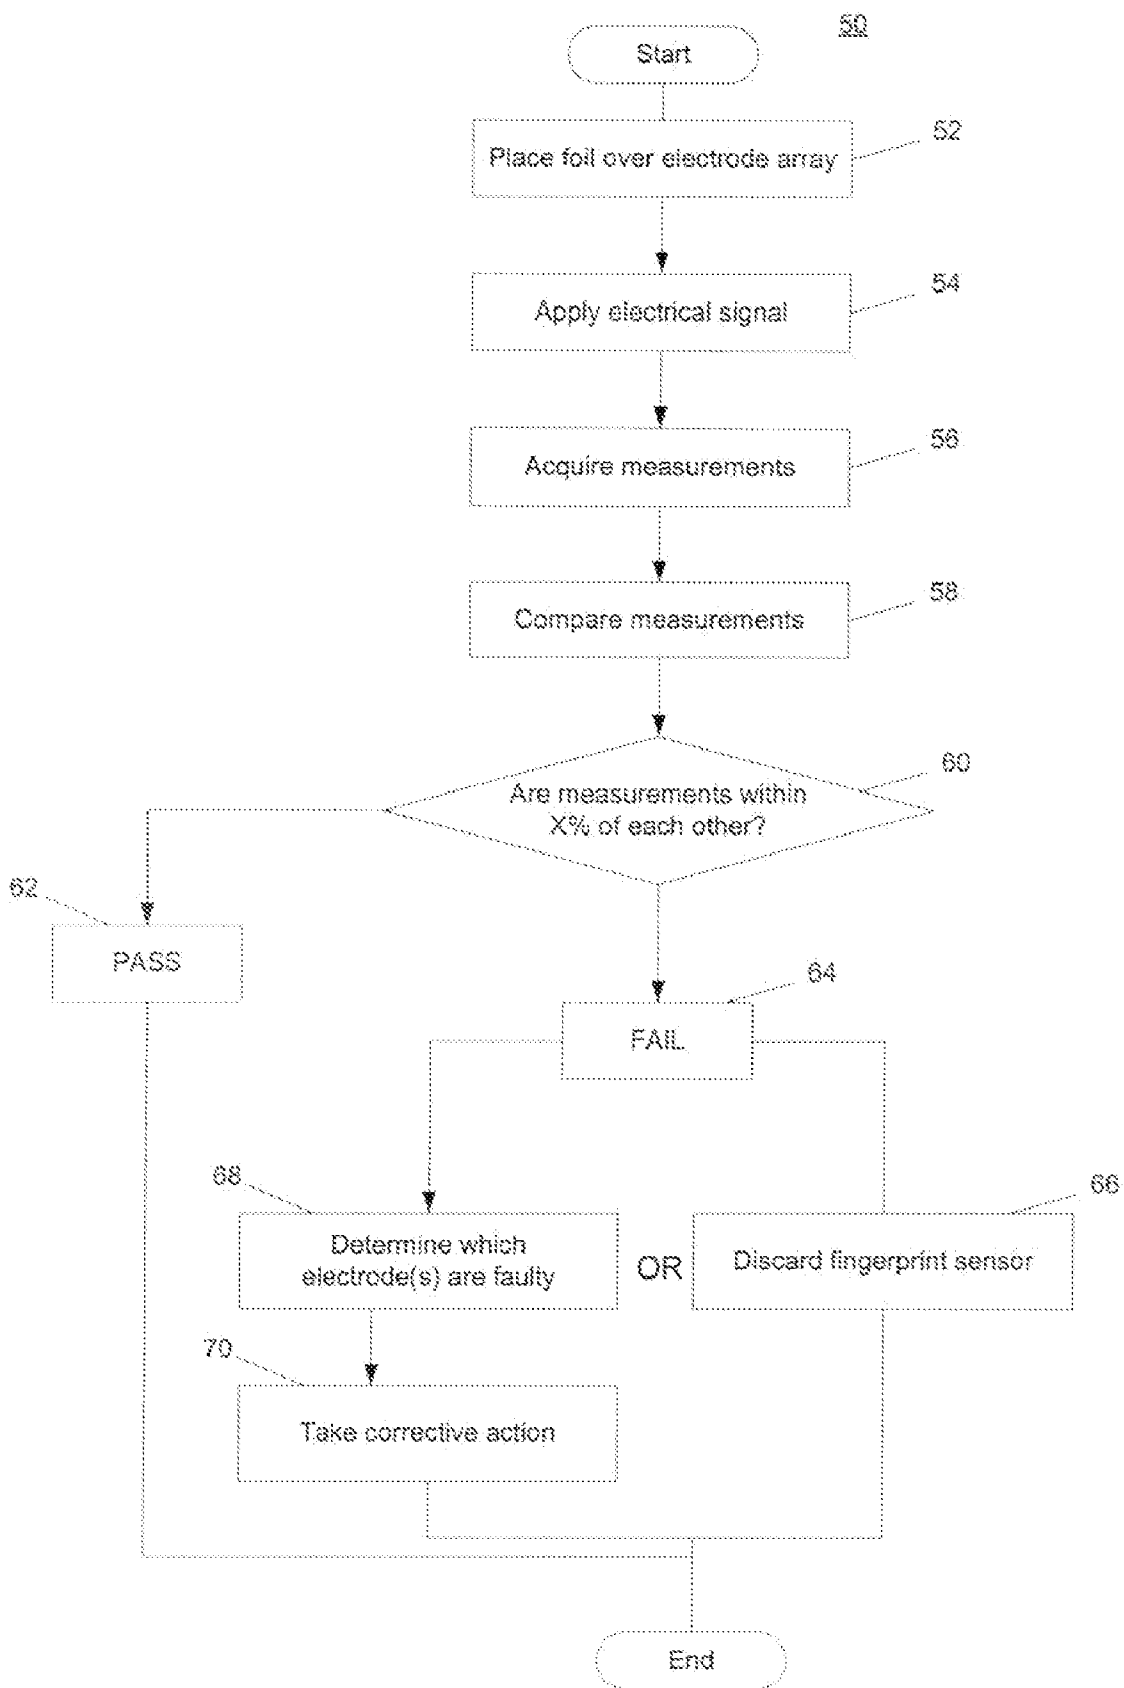 50
Start
52
Place foil over electrode array
54
Apply electrical signal
56
Acquire measurements
58
Compare measurements
60
Are measurements within
X% of each other?
62
PASS
64
FAIL
68
Determine which
electrode(s) are faulty
OR
66
Discard fingerprint sensor
70
Take corrective action
End